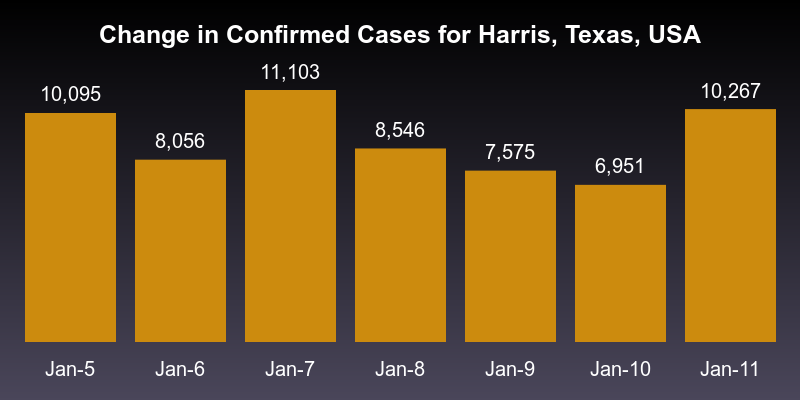 Change in Confirmed Cases for Harris, Texas, USA
10,095
8,056
11,103
8,546
7,575
6,951
10,267
Jan-5
Jan-6
Jan-7
Jan-8
Jan-9
Jan-10
Jan-11